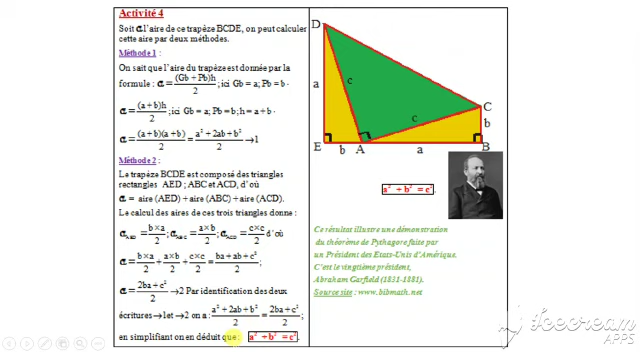 Activité 4
Soit 𝒜 l'aire de ce trapèze BCDE, on peut calculer
cette aire par deux méthodes.
Méthode 1 :
On sait que l'aire du trapèze est donnée par la
formule : 𝒜 = (Gb + Pb)h / 2 ; ici Gb = a; Pb = b ·
𝒜 = (a + b)h / 2 ; ici Gb = a; Pb = b; h = a + b ·
𝒜 = (a + b)(a + b) / 2 = a² + 2ab + b² / 2 → 1
Méthode 2 :
Le trapèze BCDE est composé des triangles
rectangles AED ; ABC et ACD, d'où
𝒜 = aire (AED) + aire (ABC) + aire (ACD).
Le calcul des aires de ces trois triangles donne :
𝒜AED = b × a / 2 ; 𝒜ABC = a × b / 2 ; 𝒜ACD = c × c / 2 d'où
𝒜 = b × a / 2 + a × b / 2 + c × c / 2 = ba + ab + c² / 2 ;
𝒜 = 2ba + c² / 2 → 2 Par identification des deux
écritures → 1 et → 2 on a : a² + 2ab + b² / 2 = 2ba + c² / 2 ;
en simplifiant on en déduit que : a² + b² = c².
D
a
c
C
c
b
E
b
A
a
B
a² + b² = c².
Ce résultat illustre une démonstration
du théorème de Pythagore faite par
un Président des Etats-Unis d'Amérique.
C'est le vingtième président,
Abraham Garfield (1831-1881).
Source site : www.bibmath.net
Icecream
APPS